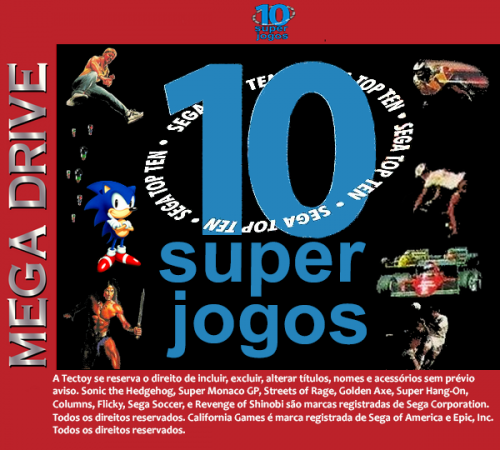 10
super
jogos
MEGA DRIVE
10
SEGA TOP TEN • SEGA TOP TEN • SEGA TOP TEN • SEGA TOP TEN •
super
jogos
A Tectoy se reserva o direito de incluir, excluir, alterar títulos, nomes e acessórios sem prévio
aviso. Sonic the Hedgehog, Super Monaco GP, Streets of Rage, Golden Axe, Super Hang-On,
Columns, Flicky, Sega Soccer, e Revenge of Shinobi são marcas registradas de Sega Corporation.
Todos os direitos reservados. California Games é marca registrada de Sega of America e Epic, Inc.
Todos os direitos reservados.